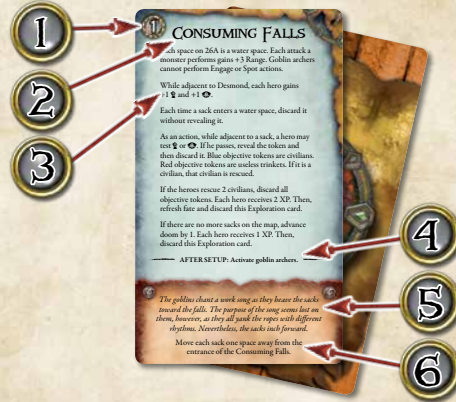 1
2
3
4
5
6
1
CONSUMING FALLS
Each space on 26A is a water space. Each attack a
monster performs gains +3 Range. Goblin archers
cannot perform Engage or Spot actions.
While adjacent to Desmond, each hero gains
+1 and +1 .
Each time a sack enters a water space, discard it
without revealing it.
As an action, while adjacent to a sack, a hero may
test or . If he passes, reveal the token and
then discard it. Blue objective tokens are civilians.
Red objective tokens are useless trinkets. If it is a
civilian, that civilian is rescued.
If the heroes rescue 2 civilians, discard all
objective tokens. Each hero receives 2 XP. Then,
refresh fate and discard this Exploration card.
If there are no more sacks on the map, advance
doom by 1. Each hero receives 1 XP. Then,
discard this Exploration card.
AFTER SETUP: Activate goblin archers.
The goblins chant a work song as they heave the sacks
toward the falls. The purpose of the song seems lost on
them, however, as they all yank the ropes with different
rhythms. Nevertheless, the sacks inch forward.
Move each sack one space away from the
entrance of the Consuming Falls.